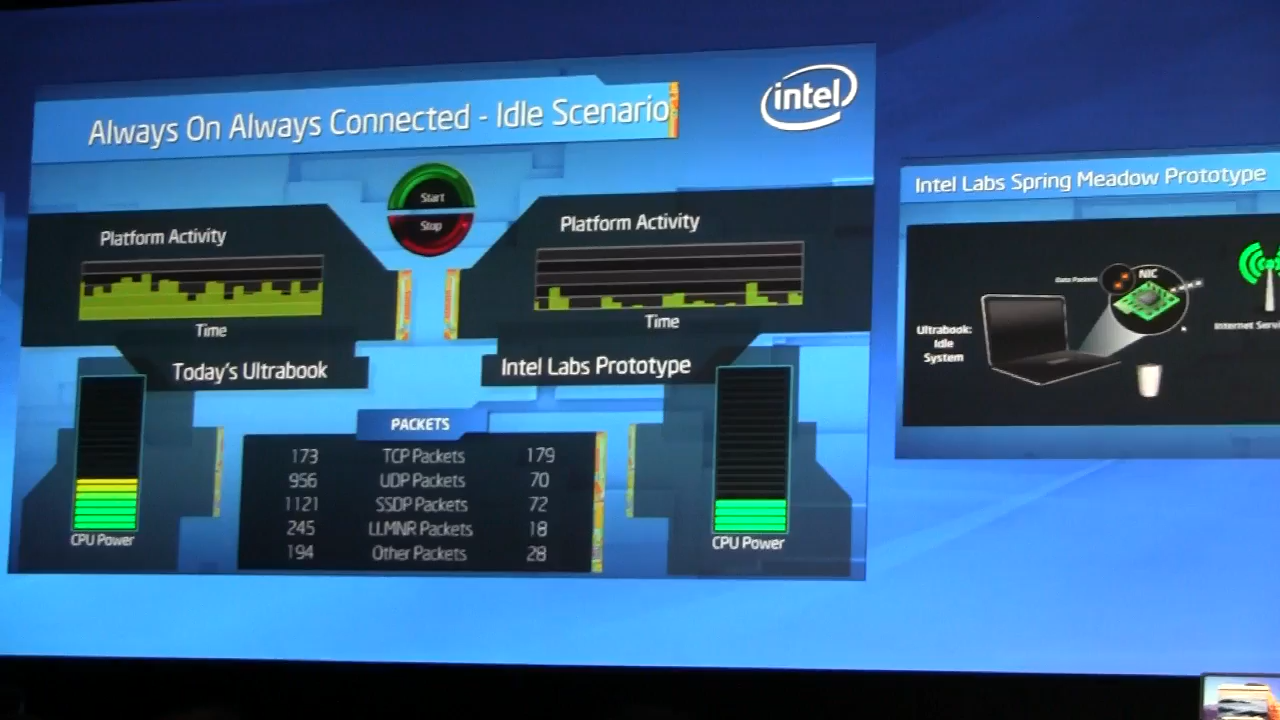 Always On Always Connected - Idle Scenario
intel
Start
Stop
Platform Activity
Time
Platform Activity
Time
Today's Ultrabook
Intel Labs Prototype
CPU Power
CPU Power
PACKETS
173 TCP Packets 179
956 UDP Packets 70
1121 SSDP Packets 72
245 LLMNR Packets 18
194 Other Packets 28
Intel Labs Spring Meadow Prototype
Data Packets
NIC
Ultrabook:
Idle
System
Internet